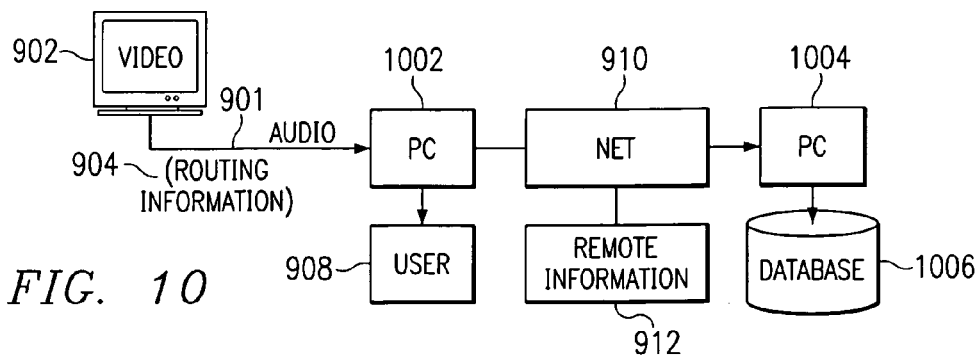 902
VIDEO
901
AUDIO
904
(ROUTING
INFORMATION)
1002
PC
910
NET
1004
PC
908
USER
REMOTE
INFORMATION
912
DATABASE
1006
FIG. 10